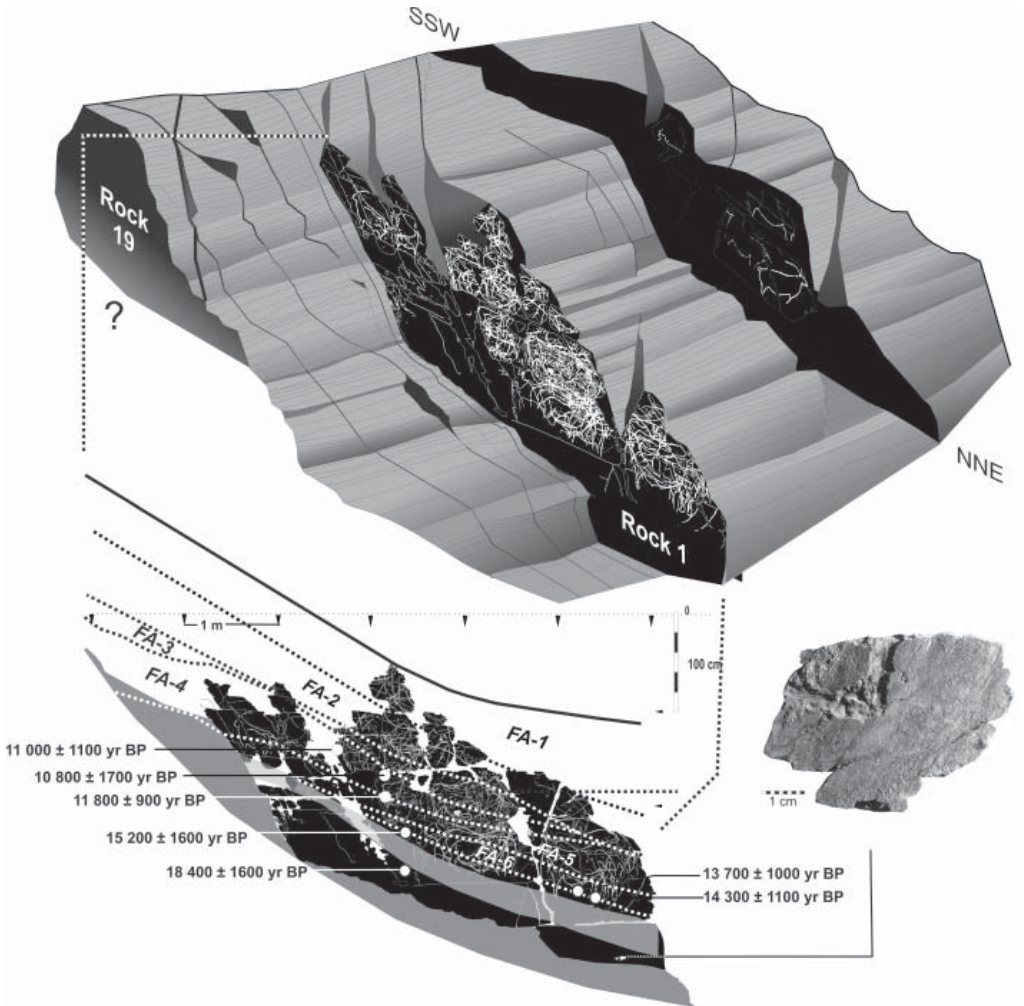 SSW
Rock
19
?
NNE
Rock 1
0
1 m
100 cm
FA-3
FA-4
FA-2
FA-1
11 000 ± 1100 yr BP
10 800 ± 1700 yr BP
11 800 ± 900 yr BP
15 200 ± 1600 yr BP
18 400 ± 1600 yr BP
FA-6
FA-5
13 700 ± 1000 yr BP
14 300 ± 1100 yr BP
1 cm